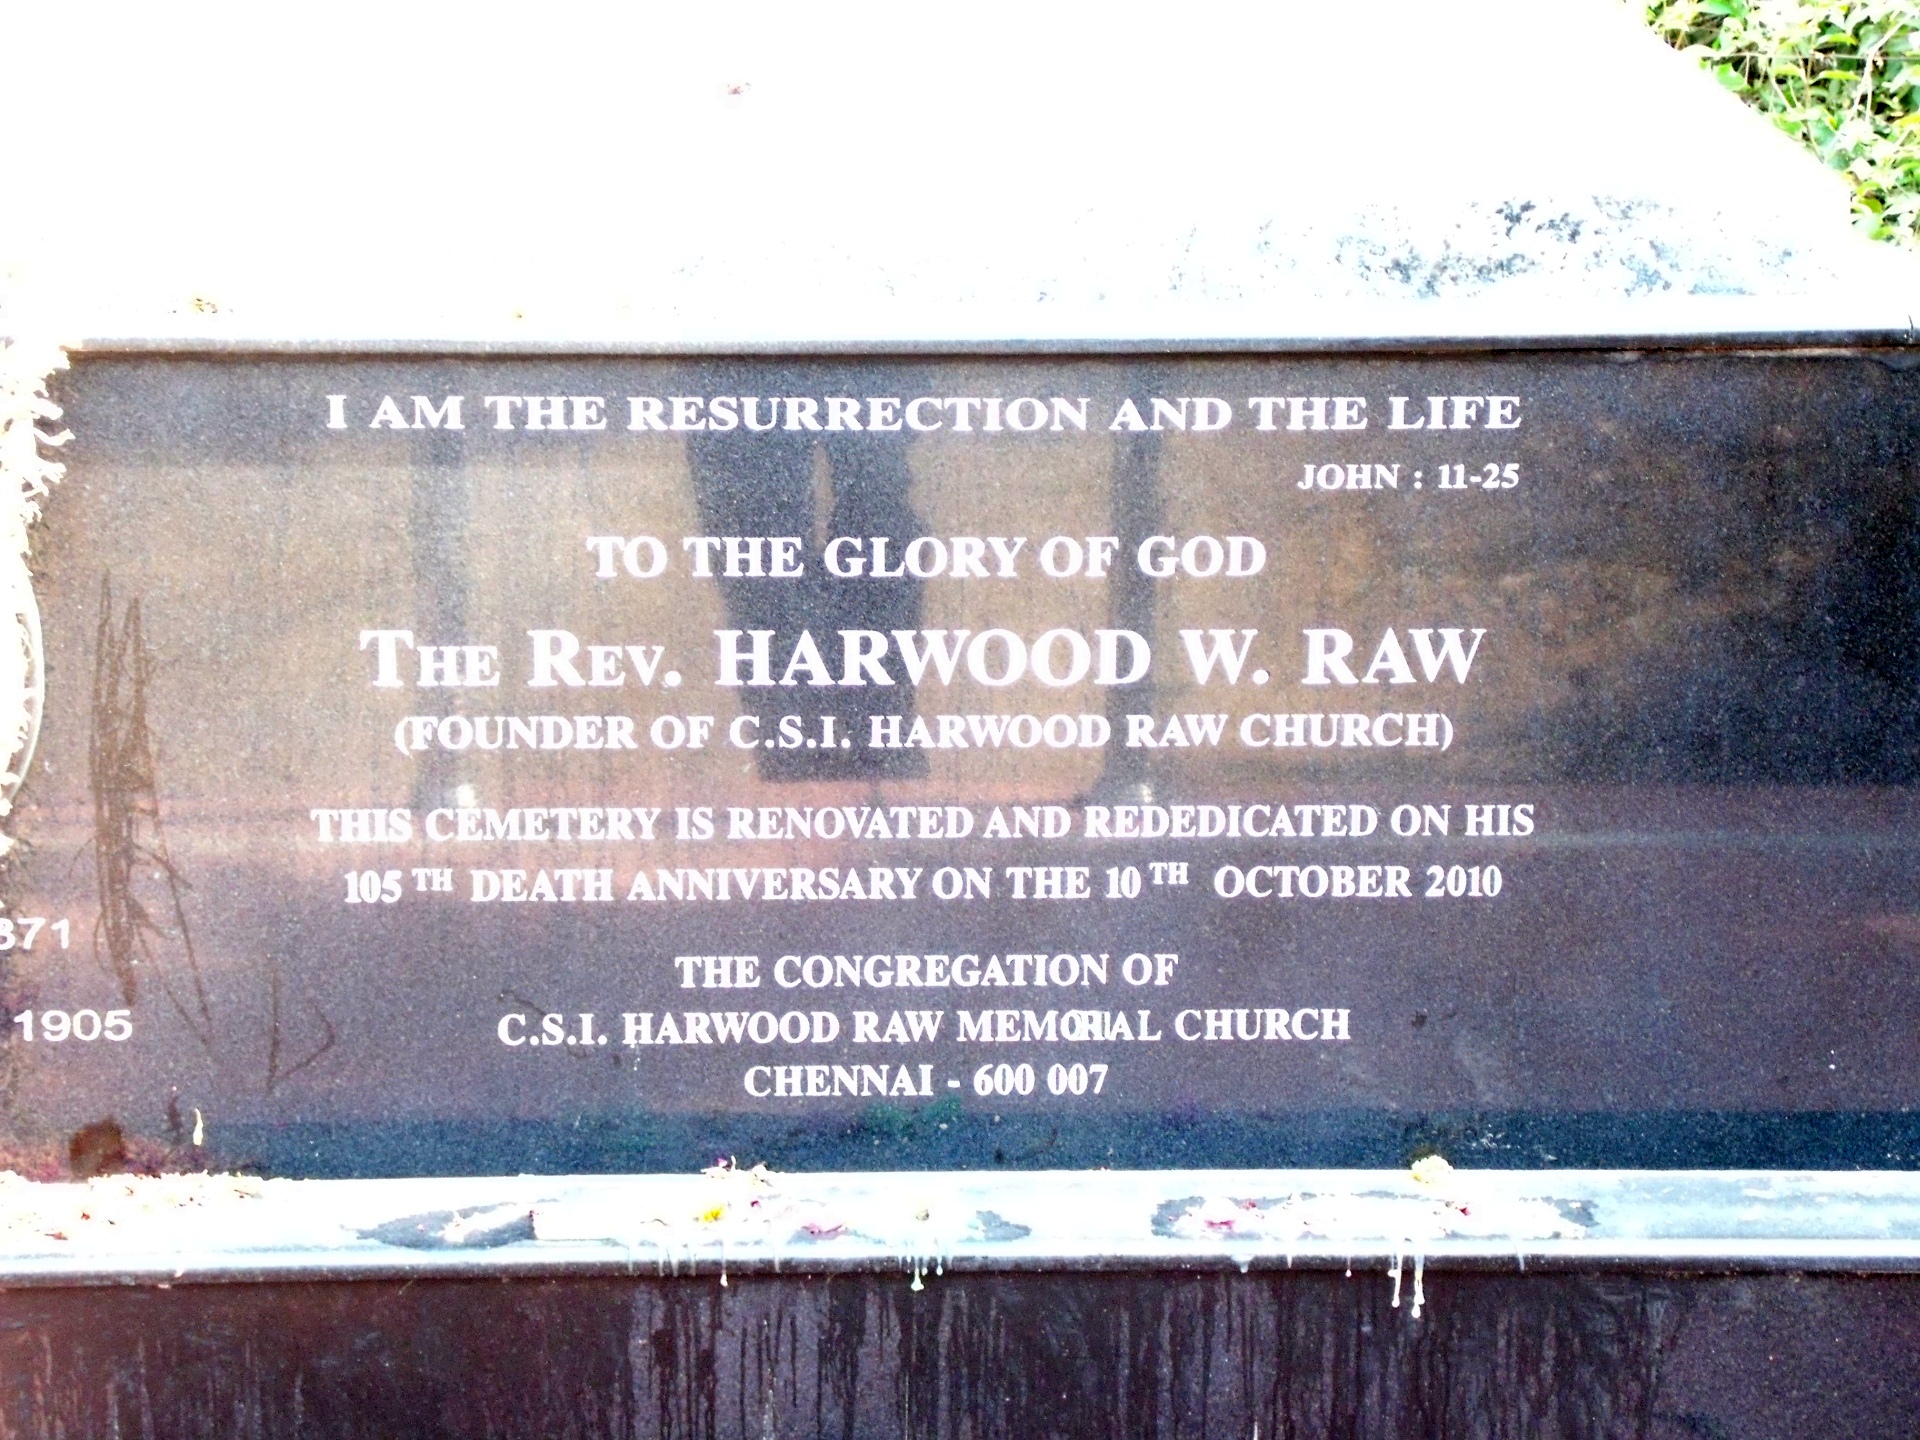 I AM THE RESURRECTION AND THE LIFE
JOHN : 11-25
TO THE GLORY OF GOD
THE REV. HARWOOD W. RAW
(FOUNDER OF C.S.I. HARWOOD RAW CHURCH)
THIS CEMETERY IS RENOVATED AND REDEDICATED ON HIS
105 TH DEATH ANNIVERSARY ON THE 10 TH OCTOBER 2010
871
1905
THE CONGREGATION OF
C.S.I. HARWOOD RAW MEMORIAL CHURCH
CHENNAI - 600 007